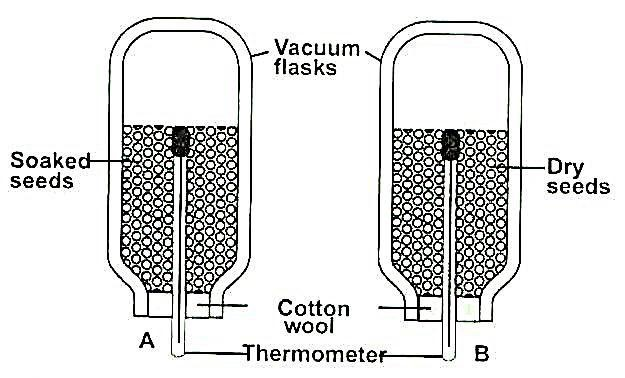 Vacuum
flasks
Soaked
seeds
Dry
seeds
Cotton
wool
A
Thermometer
B